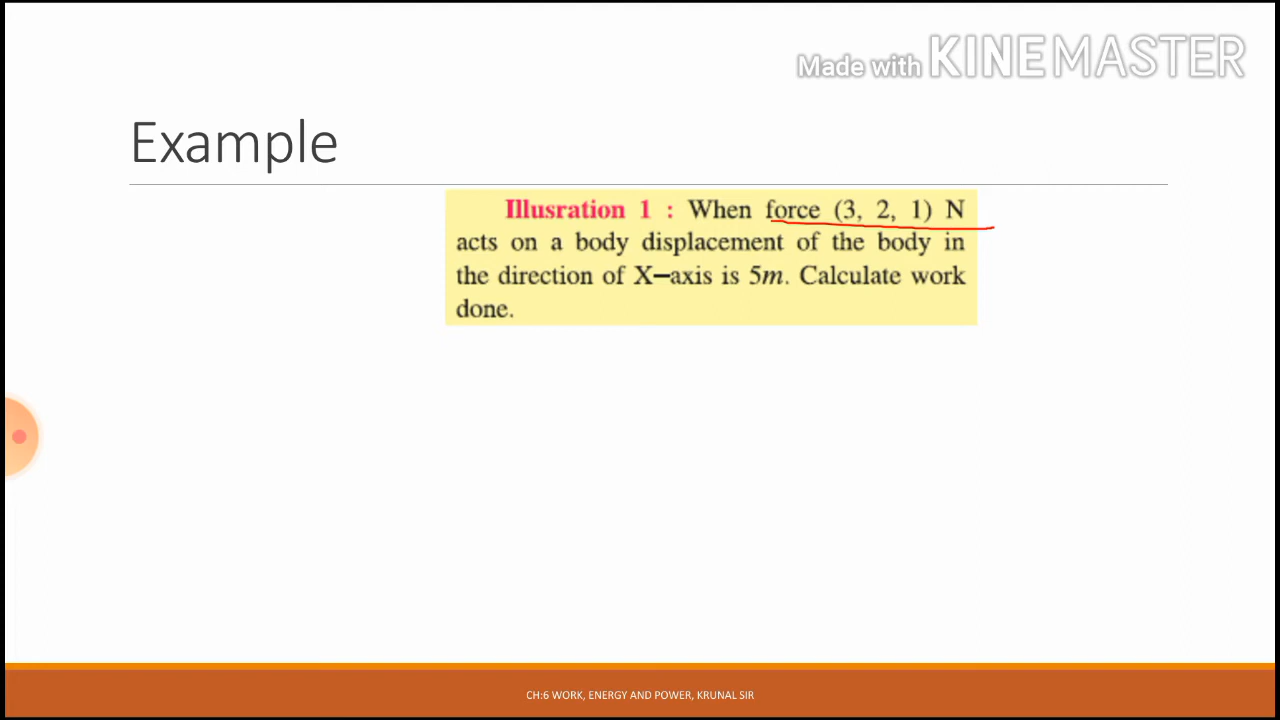 Made with KINEMASTER
Example
Illusration 1 : When force (3, 2, 1) N
acts on a body displacement of the body in
the direction of X–axis is 5m. Calculate work
done.
CH:6 WORK, ENERGY AND POWER, KRUNAL SIR